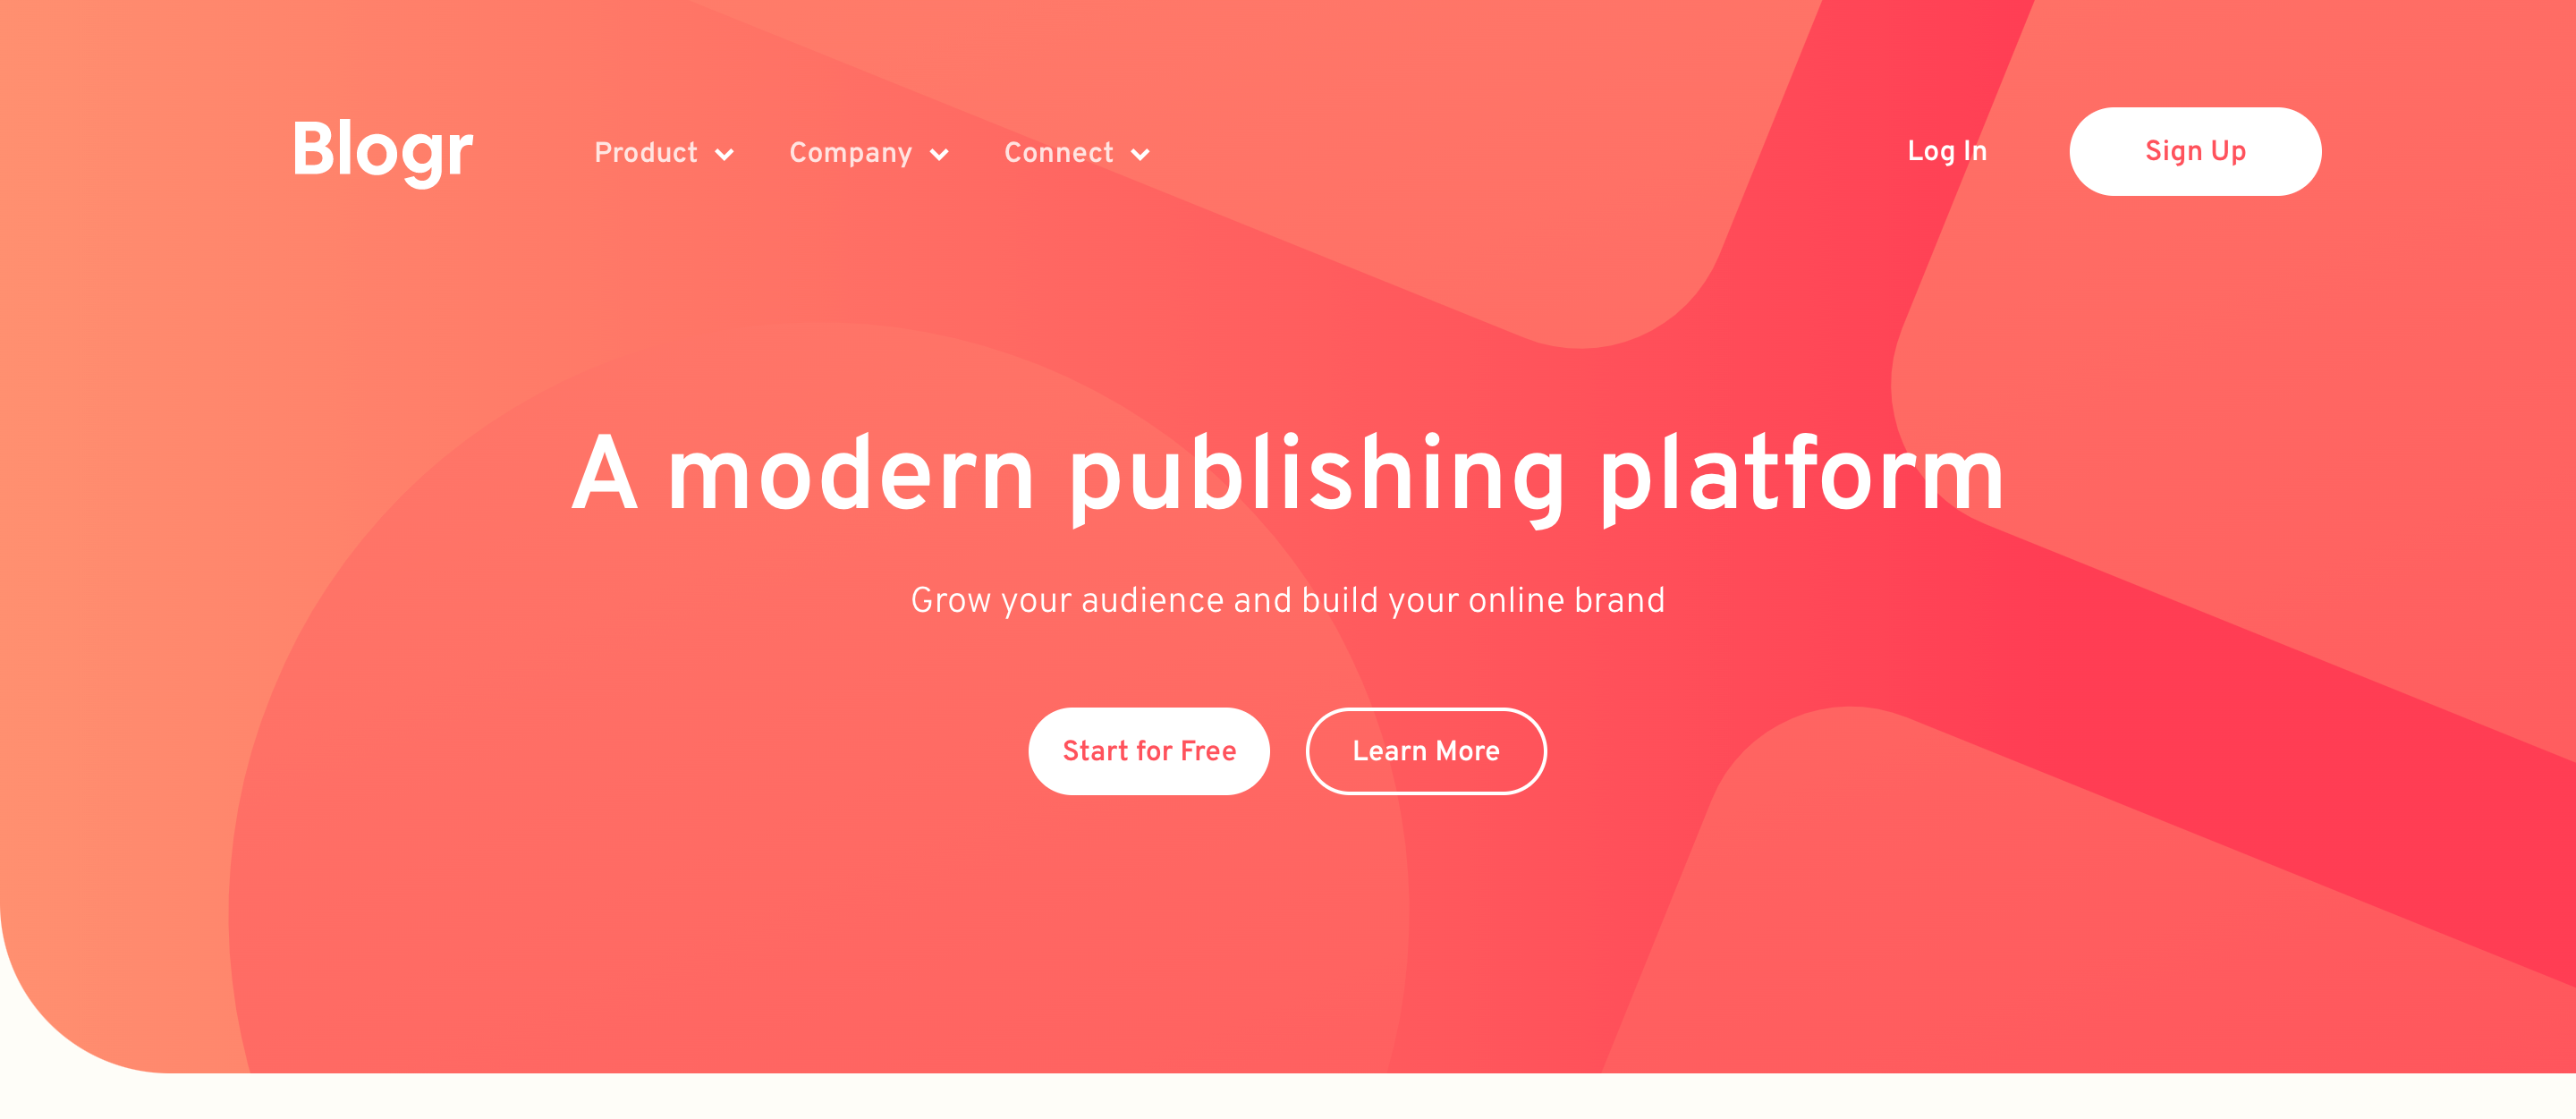 Blogr
Product
Company
Connect
Log In
Sign Up
A modern publishing platform
Grow your audience and build your online brand
Start for Free
Learn More